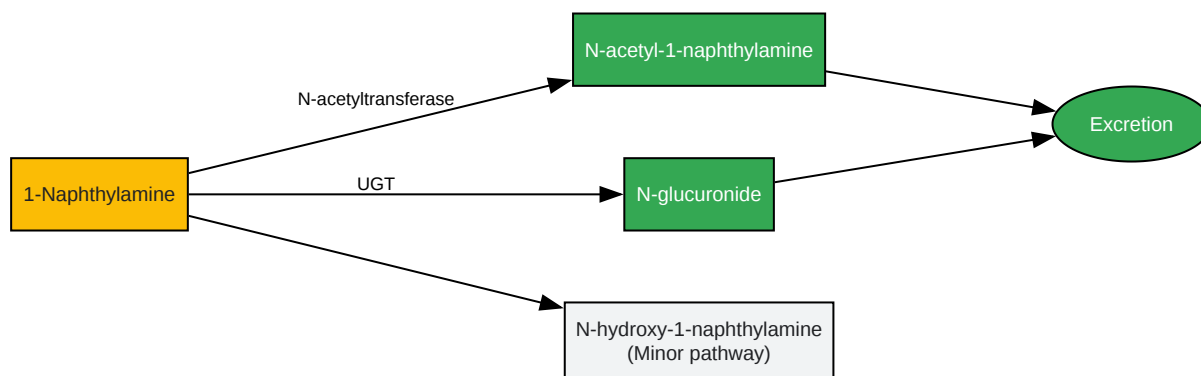 N-acetyl-1-naphthylamine
N-acetyltransferase
Excretion
1-Naphthylamine
UGT
N-glucuronide
N-hydroxy-1-naphthylamine
(Minor pathway)